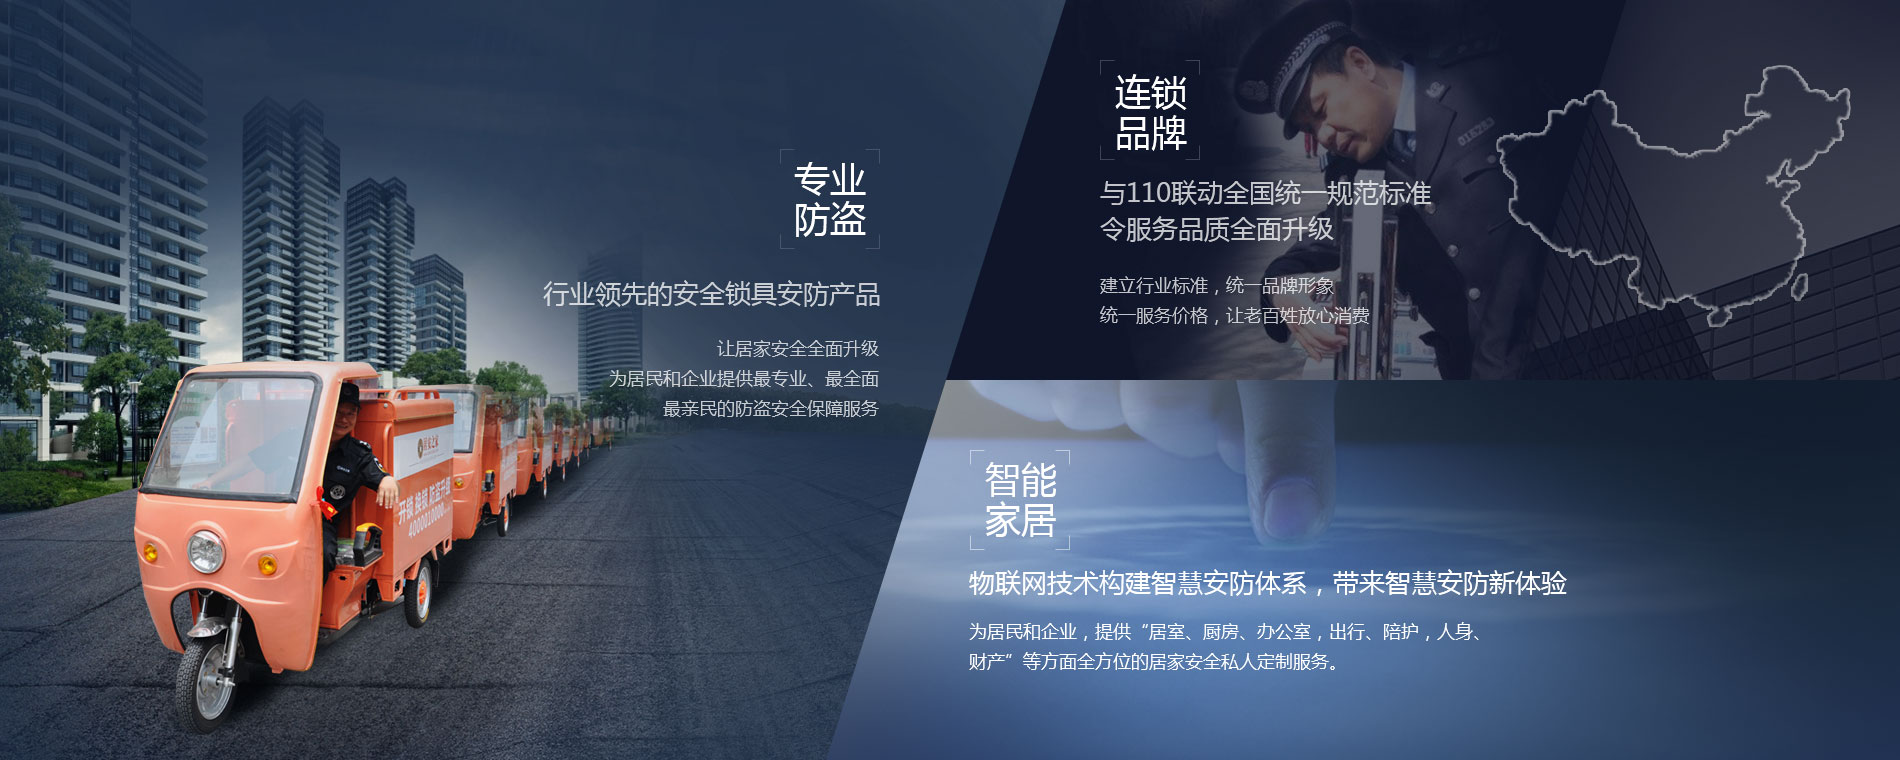 专业
防盗
行业领先的安全锁具安防产品
让居家安全全面升级
为居民和企业提供最专业、最全面
最亲民的防盗安全保障服务
开锁 换锁 防盗升级
4000010000
连锁
品牌
与110联动全国统一规范标准
令服务品质全面升级
建立行业标准，统一品牌形象
统一服务价格，让老百姓放心消费
智能
家居
物联网技术构建智慧安防体系，带来智慧安防新体验
为居民和企业，提供“居室、厨房、办公室，出行、陪护，人身、
财产”等方面全方位的居家安全私人定制服务。